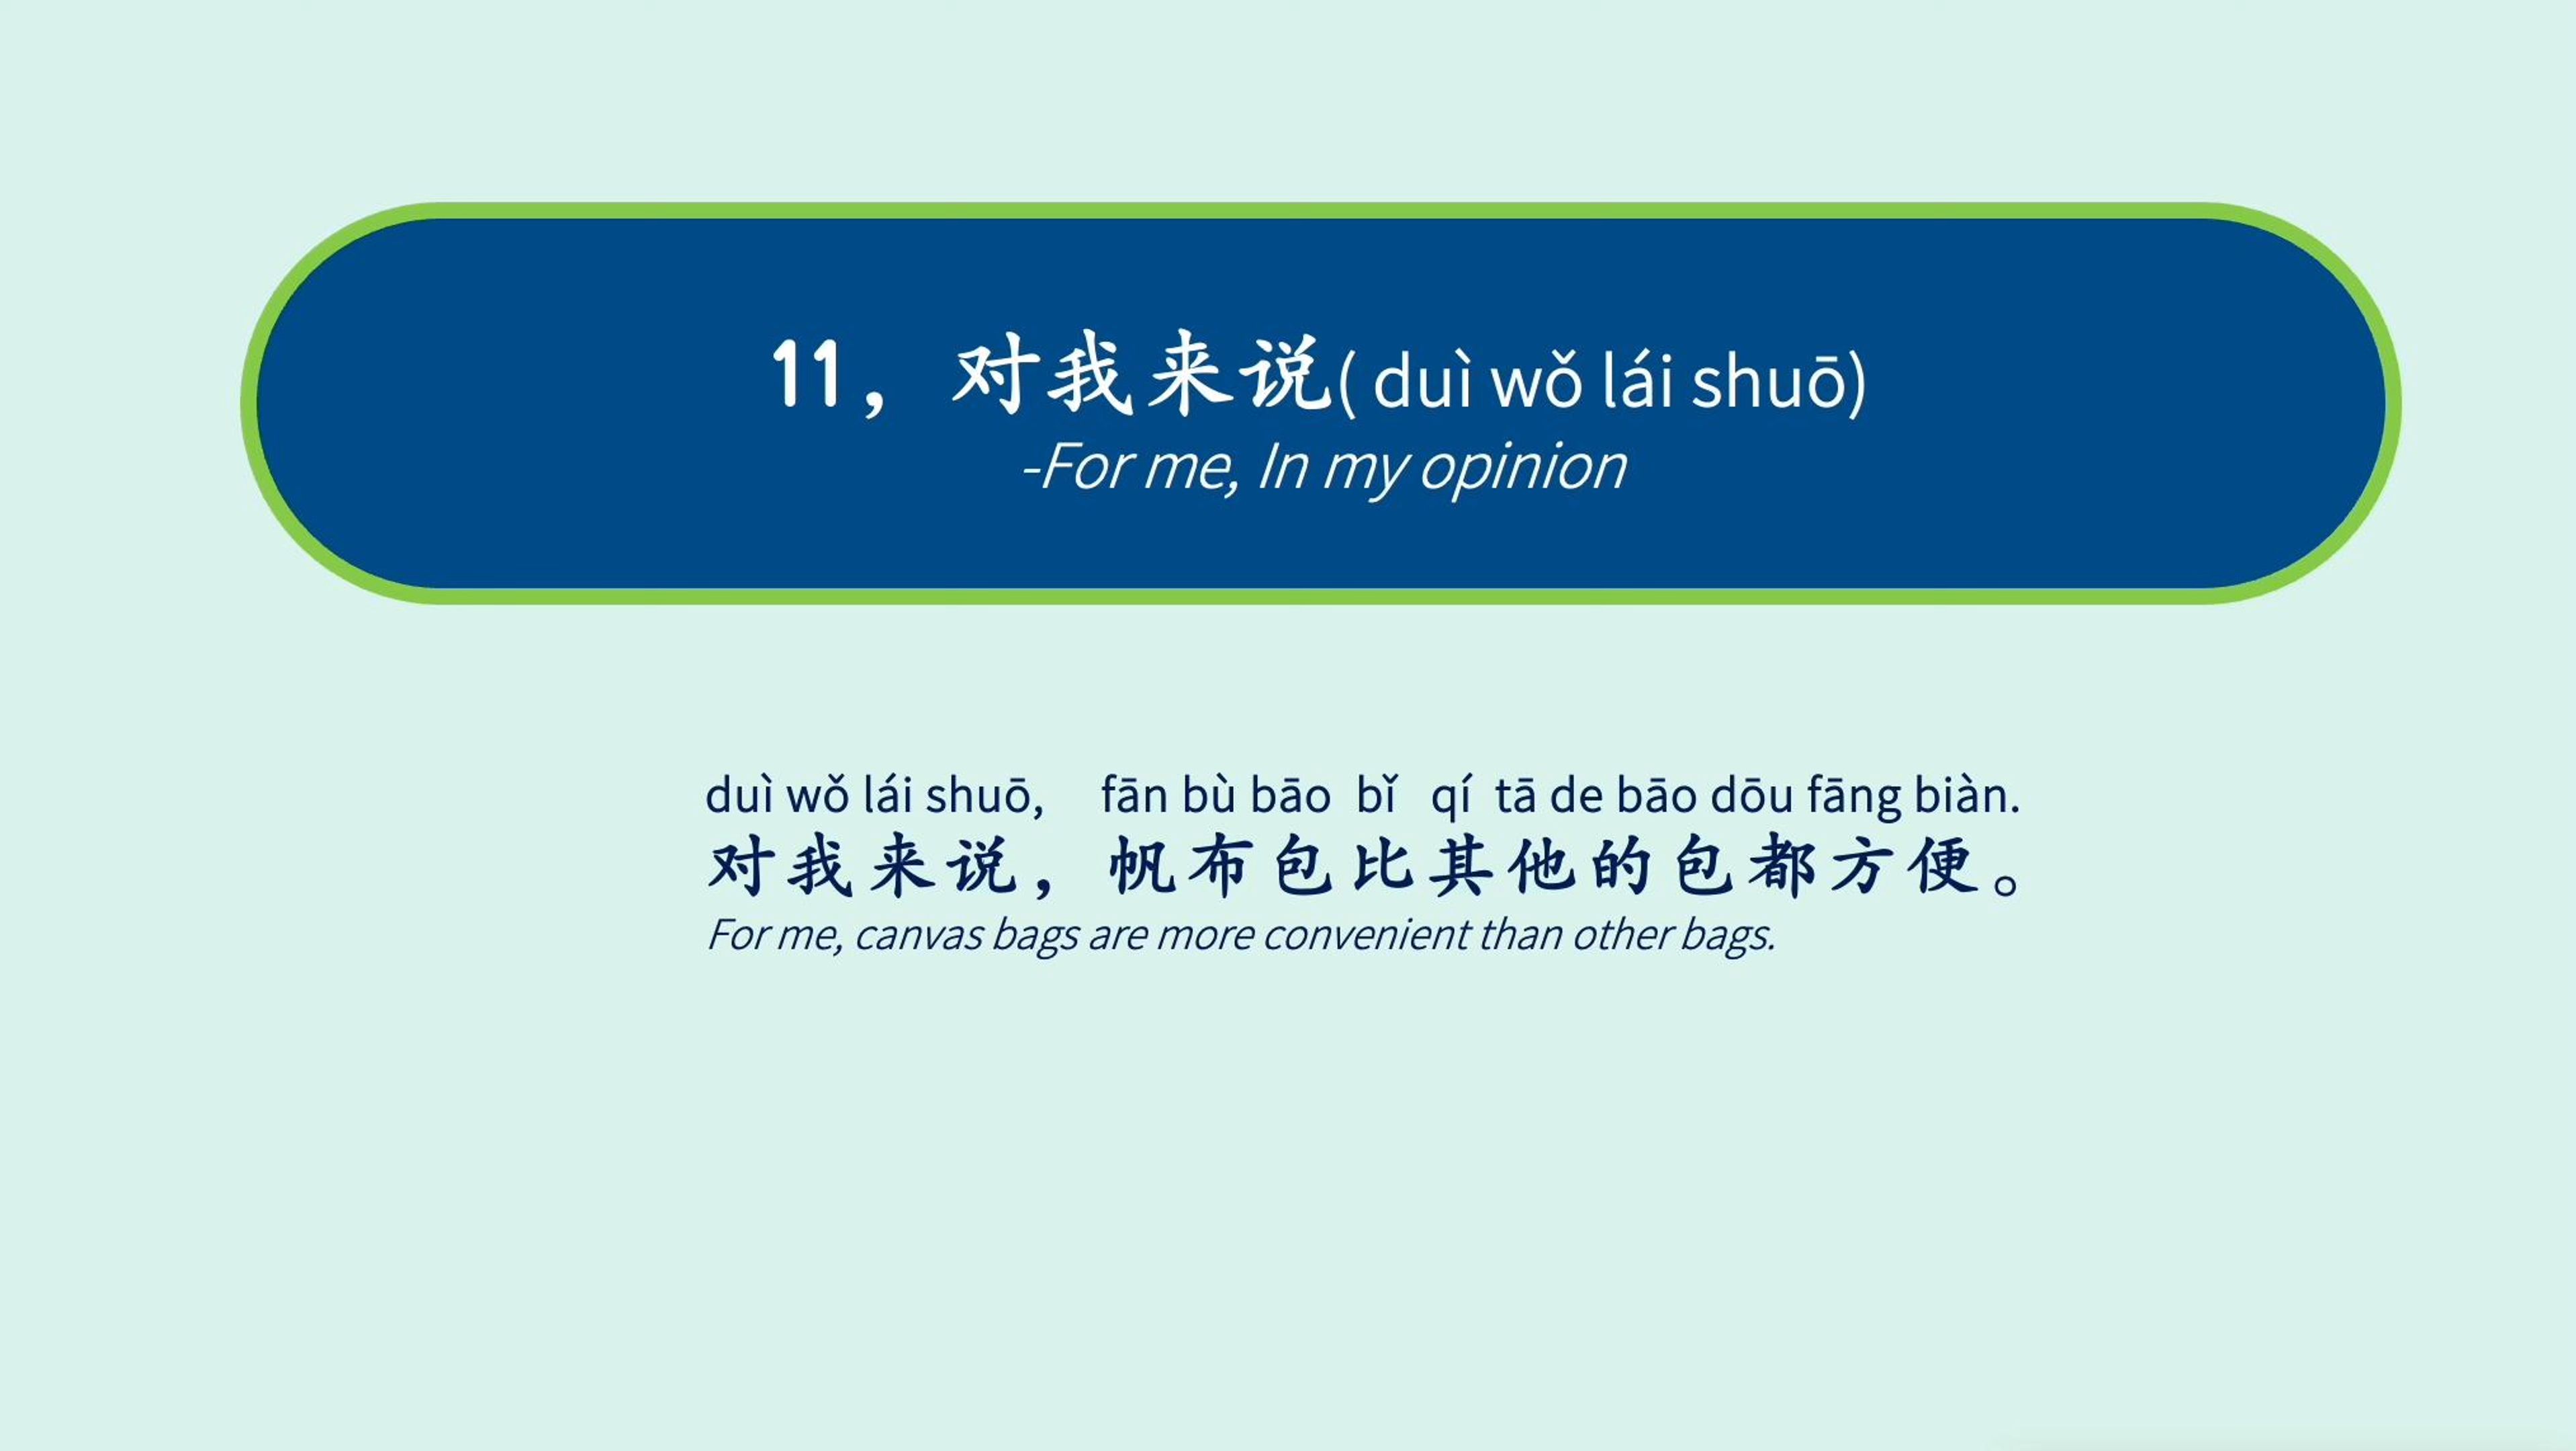 11，对我来说( duì wǒ lái shuō)
-For me, In my opinion
duì wǒ lái shuō, fān bù bāo bǐ qí tā de bāo dōu fāng biàn.
对我来说，帆布包比其他的包都方便。
For me, canvas bags are more convenient than other bags.